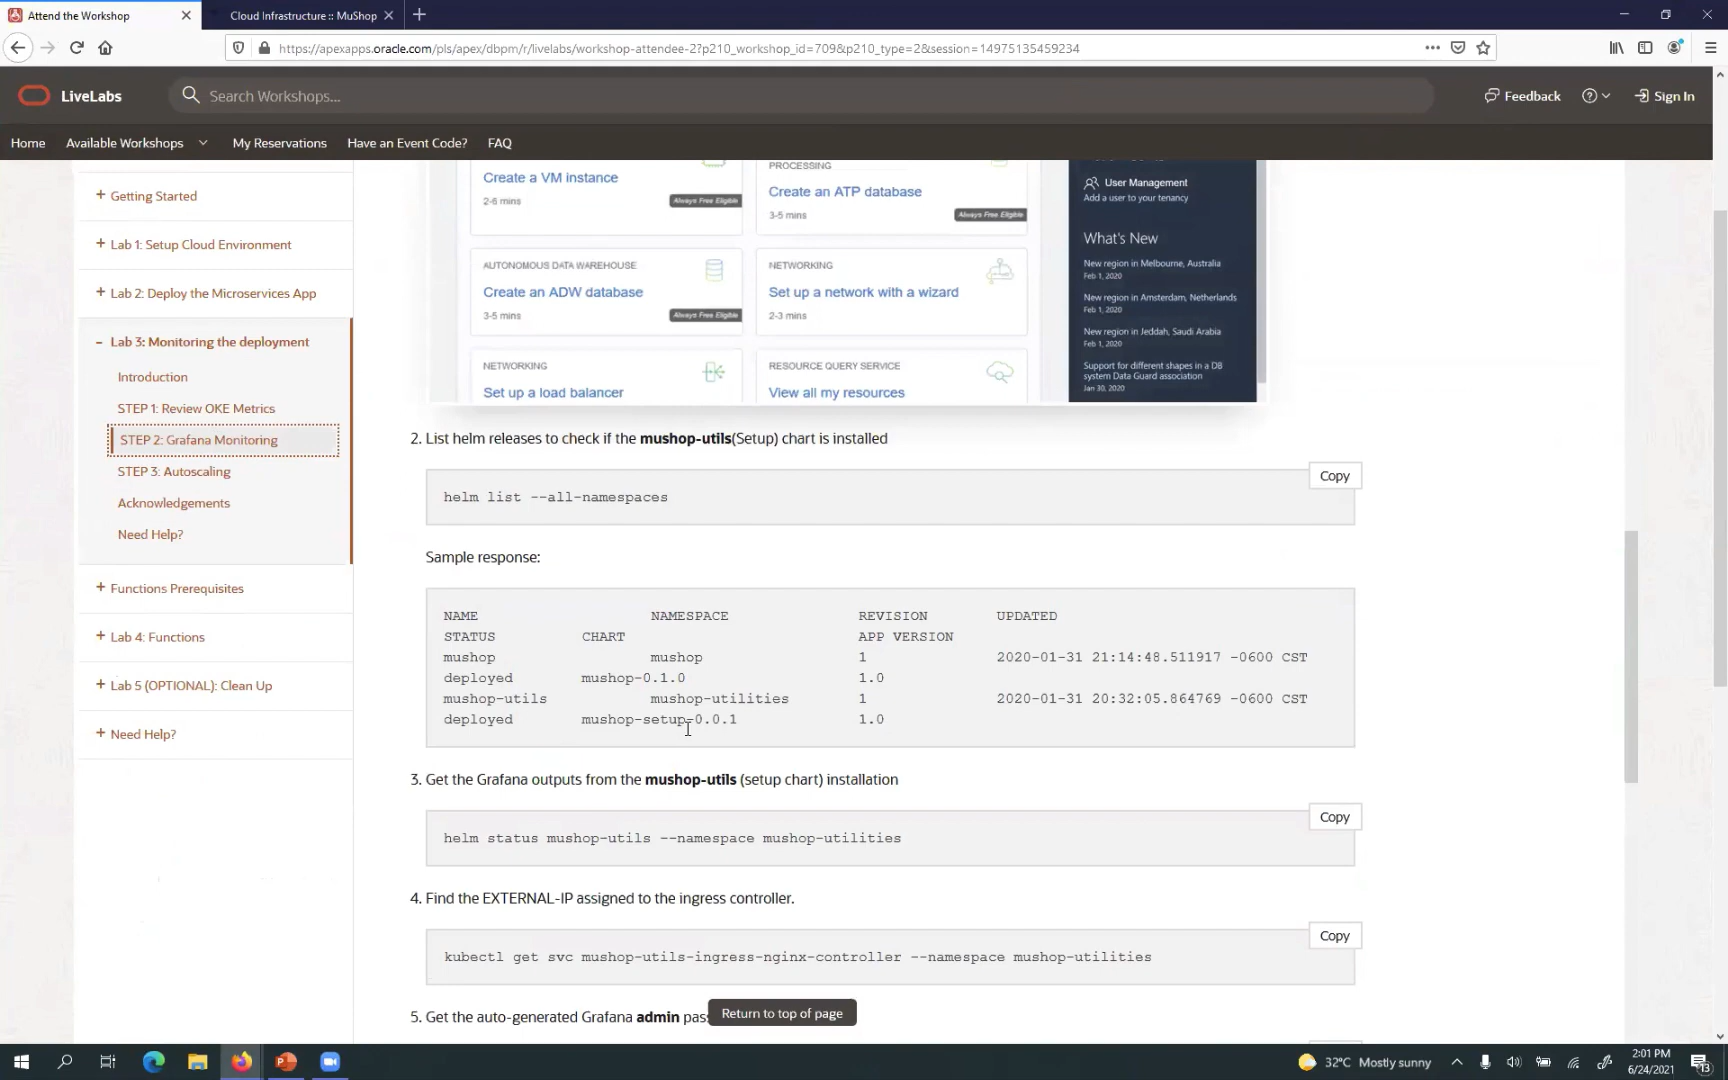 Attend the Workshop
Cloud Infrastructure :: MuShop
https://apexapps.oracle.com/pls/apex/dbpm/r/livelabs/workshop-attendee-2?p210_workshop_id=709&p210_type=2&session=14975135459234
LiveLabs
Search Workshops...
Feedback
Sign In
Home
Available Workshops
My Reservations
Have an Event Code?
FAQ
+ Getting Started
+ Lab 1: Setup Cloud Environment
+ Lab 2: Deploy the Microservices App
- Lab 3: Monitoring the deployment
Introduction
STEP 1: Review OKE Metrics
STEP 2: Grafana Monitoring
STEP 3: Autoscaling
Acknowledgements
Need Help?
+ Functions Prerequisites
+ Lab 4: Functions
+ Lab 5 (OPTIONAL): Clean Up
+ Need Help?
Create a VM instance
2-6 mins
Always Free Eligible
PROCESSING
Create an ATP database
3-5 mins
Always Free Eligible
AUTONOMOUS DATA WAREHOUSE
Create an ADW database
3-5 mins
Always Free Eligible
NETWORKING
Set up a network with a wizard
2-3 mins
NETWORKING
Set up a load balancer
RESOURCE QUERY SERVICE
View all my resources
User Management
Add a user to your tenancy
What's New
New region in Melbourne, Australia
Feb 1, 2020
New region in Amsterdam, Netherlands
Feb 1, 2020
New region in Jeddah, Saudi Arabia
Feb 1, 2020
Support for different shapes in a DB
system Data Guard association
Jan 30, 2020
2. List helm releases to check if the mushop-utils(Setup) chart is installed
Copy
helm list --all-namespaces
Sample response:
NAME NAMESPACE REVISION UPDATED
STATUS CHART APP VERSION
mushop mushop 1 2020-01-31 21:14:48.511917 -0600 CST
deployed mushop-0.1.0 1.0
mushop-utils mushop-utilities 1 2020-01-31 20:32:05.864769 -0600 CST
deployed mushop-setup-0.0.1 1.0
3. Get the Grafana outputs from the mushop-utils (setup chart) installation
Copy
helm status mushop-utils --namespace mushop-utilities
4. Find the EXTERNAL-IP assigned to the ingress controller.
Copy
kubectl get svc mushop-utils-ingress-nginx-controller --namespace mushop-utilities
5. Get the auto-generated Grafana admin pas
Return to top of page
32°C Mostly sunny
2:01 PM
6/24/2021
13